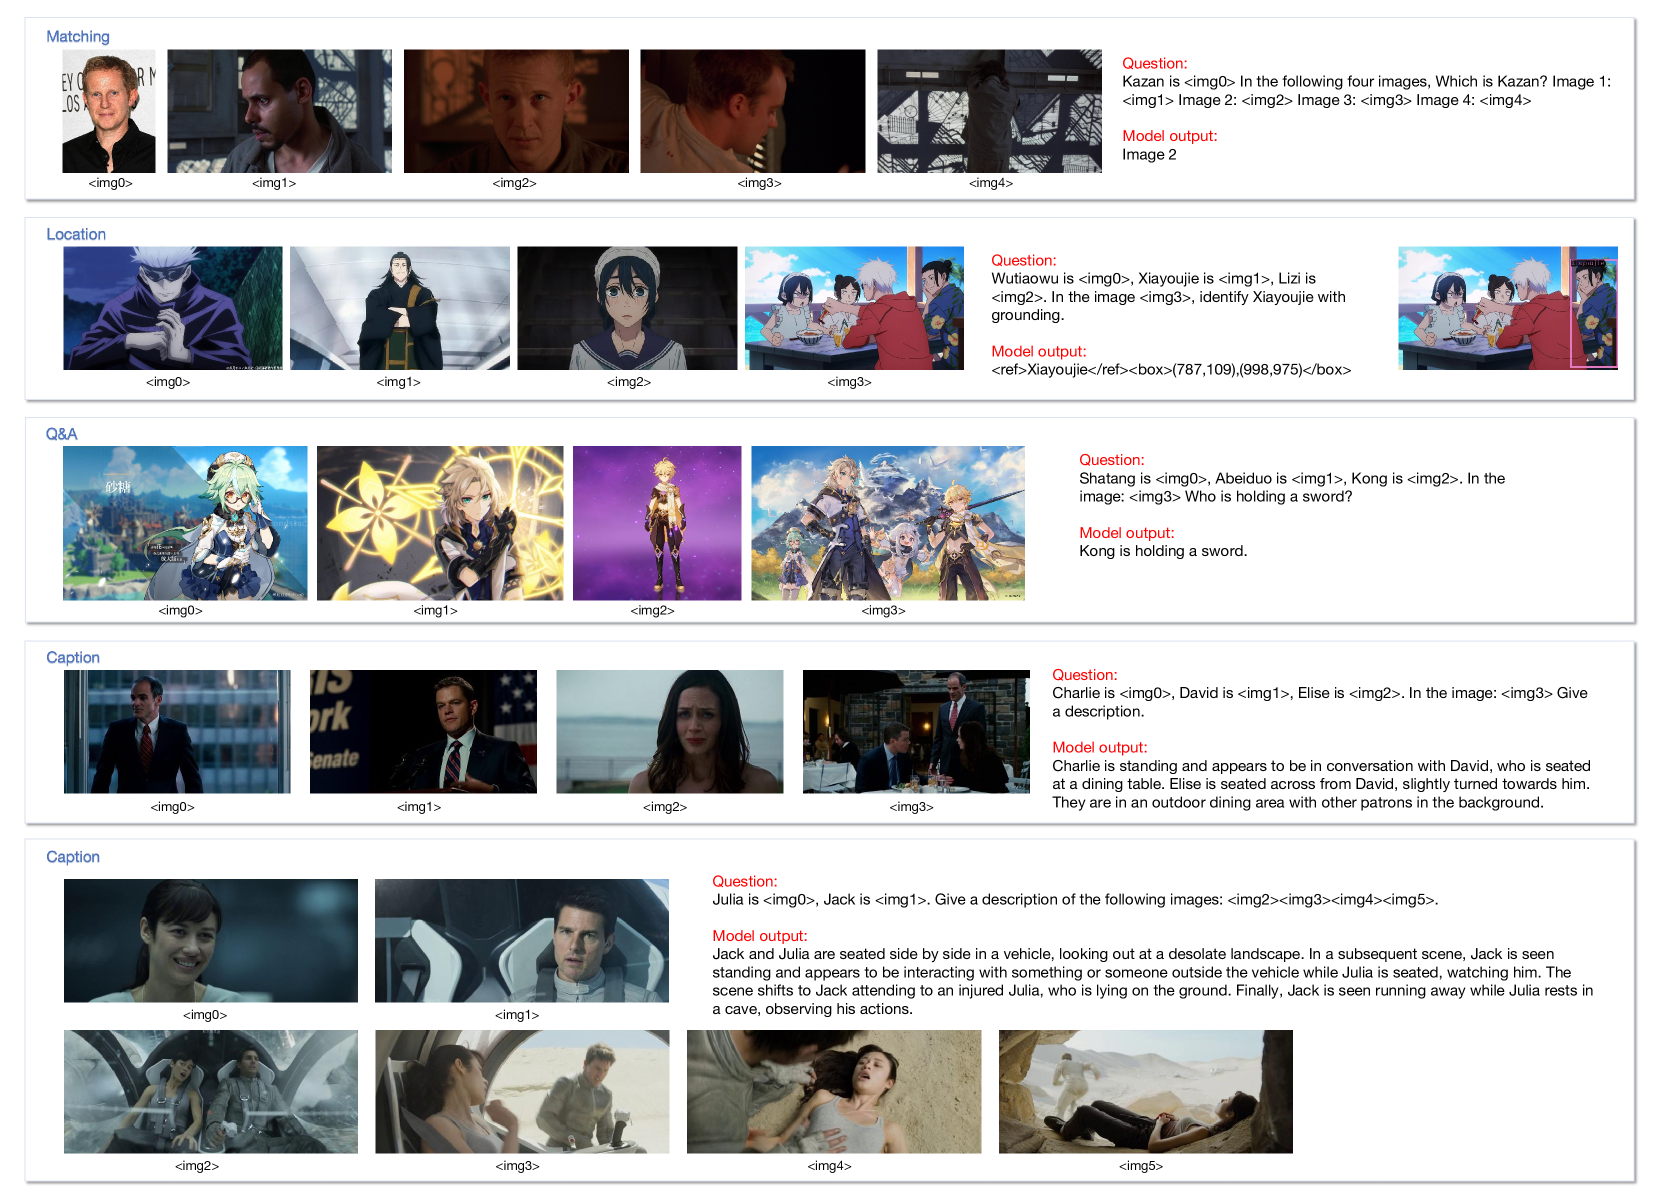 Matching
EY O
R M
LOS
<img0>
<img1>
<img2>
<img3>
<img4>
Question:
Kazan is <img0> In the following four images, Which is Kazan? Image 1:
<img1> Image 2: <img2> Image 3: <img3> Image 4: <img4>
Model output:
Image 2
Location
<img0>
<img1>
<img2>
<img3>
Question:
Wutiaowu is <img0>, Xiayoujie is <img1>, Lizi is
<img2>. In the image <img3>, identify Xiayoujie with
grounding.
Model output:
<ref>Xiayoujie</ref><box>(787,109),(998,975)</box>
Q&A
砂糖
<img0>
<img1>
<img2>
<img3>
Question:
Shatang is <img0>, Abeiduo is <img1>, Kong is <img2>. In the
image: <img3> Who is holding a sword?
Model output:
Kong is holding a sword.
Caption
ork
Senate
<img0>
<img1>
<img2>
<img3>
Question:
Charlie is <img0>, David is <img1>, Elise is <img2>. In the image: <img3> Give
a description.
Model output:
Charlie is standing and appears to be in conversation with David, who is seated
at a dining table. Elise is seated across from David, slightly turned towards him.
They are in an outdoor dining area with other patrons in the background.
Caption
<img0>
<img1>
Question:
Julia is <img0>, Jack is <img1>. Give a description of the following images: <img2><img3><img4><img5>.
Model output:
Jack and Julia are seated side by side in a vehicle, looking out at a desolate landscape. In a subsequent scene, Jack is seen
standing and appears to be interacting with something or someone outside the vehicle while Julia is seated, watching him. The
scene shifts to Jack attending to an injured Julia, who is lying on the ground. Finally, Jack is seen running away while Julia rests in
a cave, observing his actions.
<img2>
<img3>
<img4>
<img5>